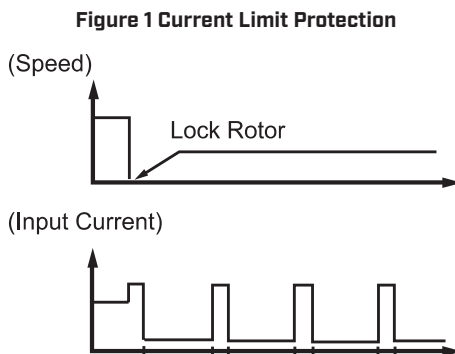 Figure 1 Current Limit Protection
(Speed)
Lock Rotor
(Input Current)